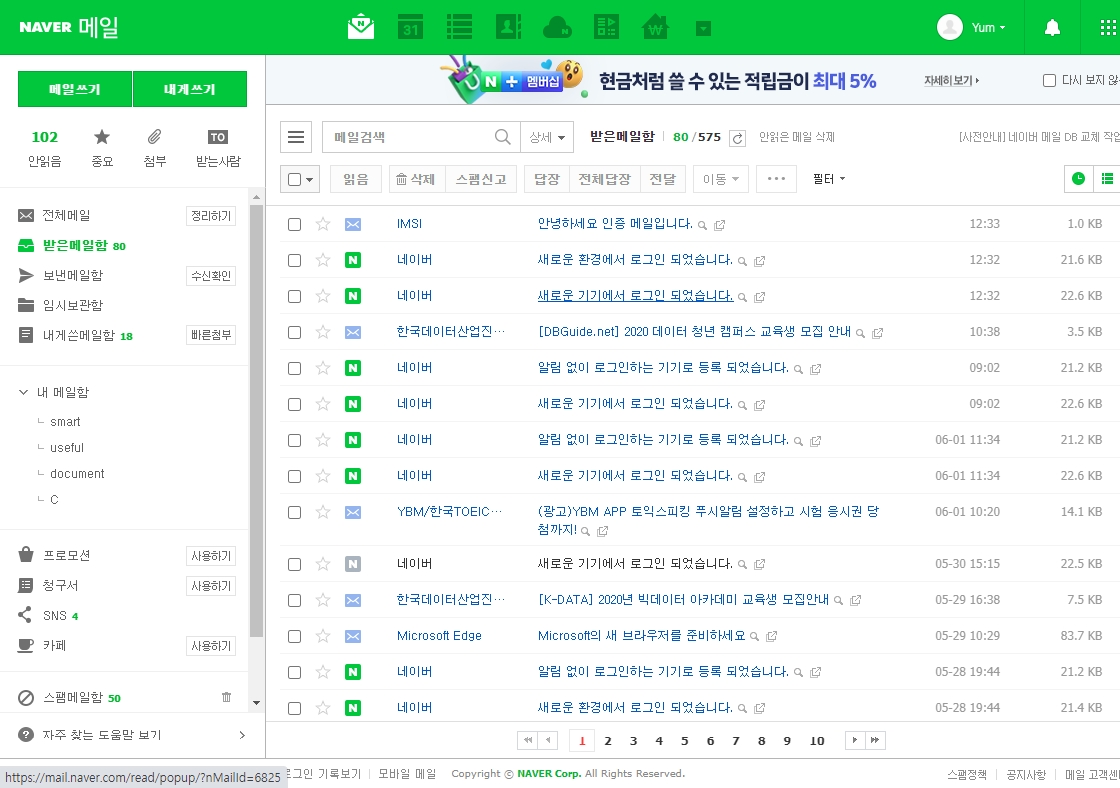 NAVER 메일
31
N
₩
Yum
N + 멤버십 현금처럼 쓸 수 있는 적립금이 최대 5% 자세히보기 다시 보지 않
메일쓰기 내게쓰기
102 TO
안읽음 중요 첨부 받는사람
메일검색 상세 받은메일함 80 / 575 안읽은 메일 삭제 [사전안내] 네이버 메일 DB 교체 작업
읽음 삭제 스팸신고 답장 전체답장 전달 이동 ··· 필터
전체메일 정리하기
받은메일함 80
보낸메일함 수신확인
임시보관함
내게쓴메일함 18 빠른첨부
내 메일함
smart
useful
document
C
프로모션 사용하기
청구서 사용하기
SNS 4
카페 사용하기
스팸메일함 50
자주 찾는 도움말 보기
IMSI 안녕하세요 인증 메일입니다. 12:33 1.0 KB
N 네이버 새로운 환경에서 로그인 되었습니다. 12:32 21.6 KB
N 네이버 새로운 기기에서 로그인 되었습니다. 12:32 22.6 KB
한국데이터산업진··· [DBGuide.net] 2020 데이터 청년 캠퍼스 교육생 모집 안내 10:38 3.5 KB
N 네이버 알림 없이 로그인하는 기기로 등록 되었습니다. 09:02 21.2 KB
N 네이버 새로운 기기에서 로그인 되었습니다. 09:02 22.6 KB
N 네이버 알림 없이 로그인하는 기기로 등록 되었습니다. 06-01 11:34 21.2 KB
N 네이버 새로운 기기에서 로그인 되었습니다. 06-01 11:34 22.6 KB
YBM/한국TOEIC··· (광고)YBM APP 토익스피킹 푸시알림 설정하고 시험 응시권 당 06-01 10:20 14.1 KB
첨까지!
N 네이버 새로운 기기에서 로그인 되었습니다. 05-30 15:15 22.5 KB
한국데이터산업진··· [K-DATA] 2020년 빅데이터 아카데미 교육생 모집안내 05-29 16:38 7.5 KB
Microsoft Edge Microsoft의 새 브라우저를 준비하세요 05-29 10:29 83.7 KB
N 네이버 알림 없이 로그인하는 기기로 등록 되었습니다. 05-28 19:44 21.2 KB
N 네이버 새로운 환경에서 로그인 되었습니다. 05-28 19:44 21.4 KB
1 2 3 4 5 6 7 8 9 10
https://mail.naver.com/read/popup/?nMailId=6825 로그인 기록보기 모바일 메일 Copyright © NAVER Corp. All Rights Reserved. 스팸정책 공지사항 메일 고객센